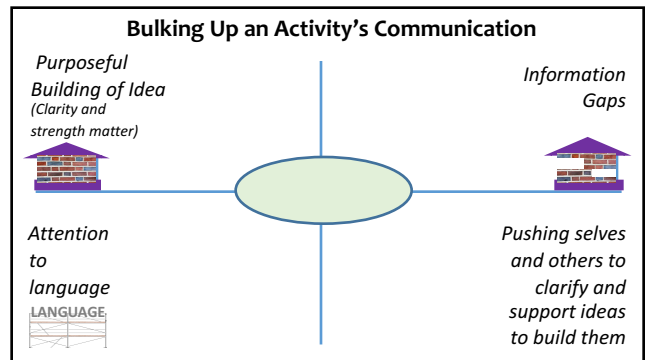 Bulking Up an Activity’s Communication
Purposeful
Building of Idea
(Clarity and
strength matter)
Information
Gaps
Attention
to
language
LANGUAGE
Pushing selves
and others to
clarify and
support ideas
to build them